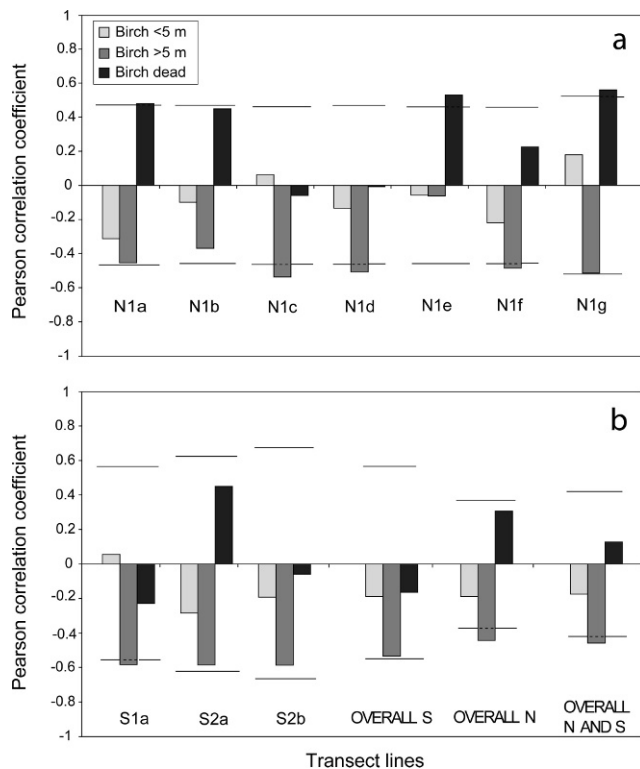 1
a
Birch <5 m
Birch >5 m
Birch dead
0.8
0.6
0.4
0.2
0
-0.2
-0.4
-0.6
-0.8
-1
Pearson correlation coefficient
N1a N1b N1c N1d N1e N1f N1g
1
b
0.8
0.6
0.4
0.2
0
-0.2
-0.4
-0.6
-0.8
-1
Pearson correlation coefficient
S1a S2a S2b OVERALL S OVERALL N OVERALL
N AND S
Transect lines